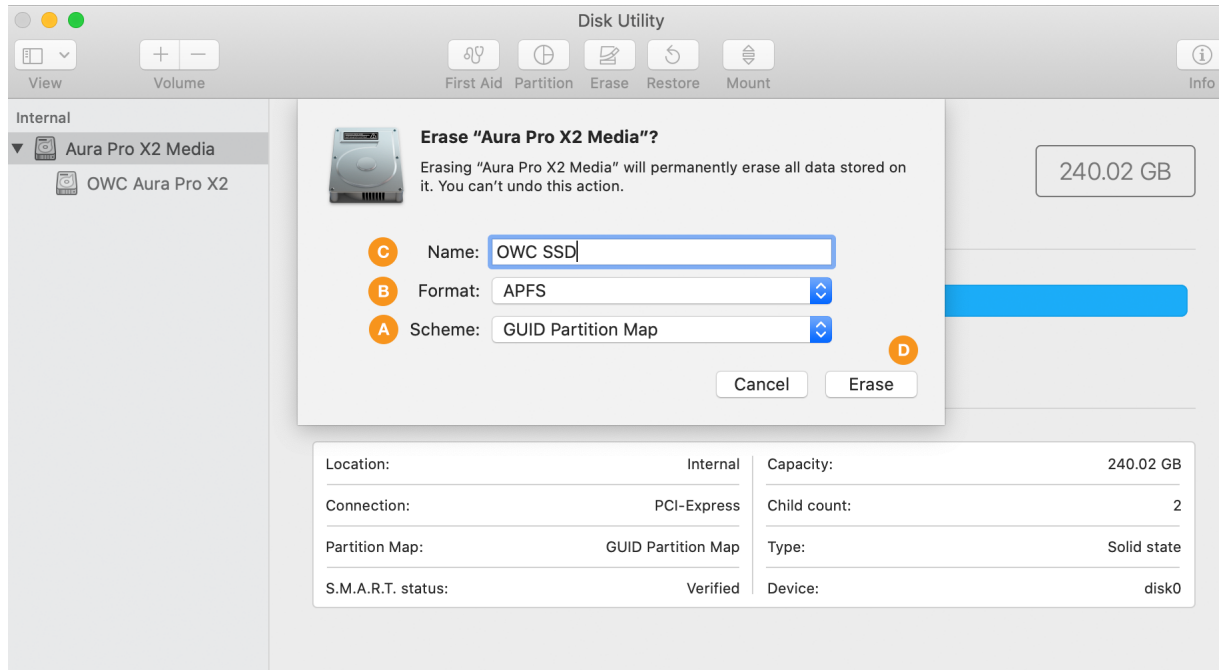 Disk Utility
View
Volume
First Aid
Partition
Erase
Restore
Mount
Info
Internal
Aura Pro X2 Media
OWC Aura Pro X2
Erase “Aura Pro X2 Media”?
Erasing “Aura Pro X2 Media” will permanently erase all data stored on
it. You can’t undo this action.
240.02 GB
C Name: OWC SSD
B Format: APFS
A Scheme: GUID Partition Map
D
Cancel
Erase
Location: Internal
Capacity: 240.02 GB
Connection: PCI-Express
Child count: 2
Partition Map: GUID Partition Map
Type: Solid state
S.M.A.R.T. status: Verified
Device: disk0